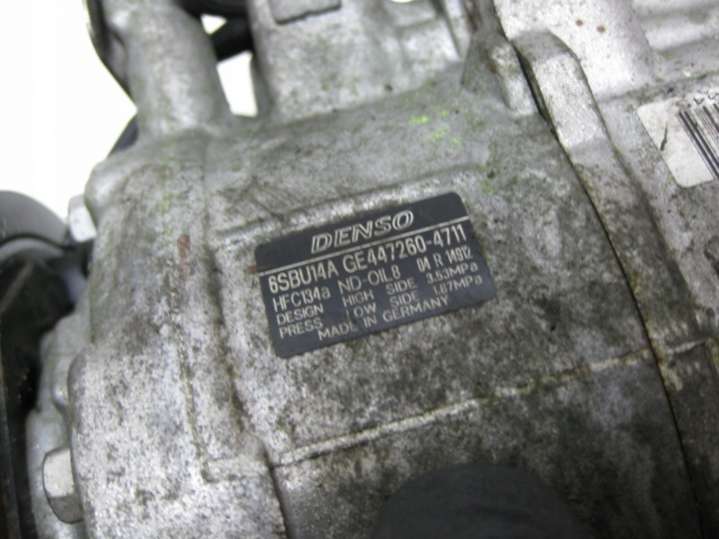 DENSO
6SBU14A GE447260-4711
HFC134a ND-OIL8 04 R 14912
DESIGN HIGH SIDE 3.53MPa
PRESS LOW SIDE 1.87MPa
MADE IN GERMANY